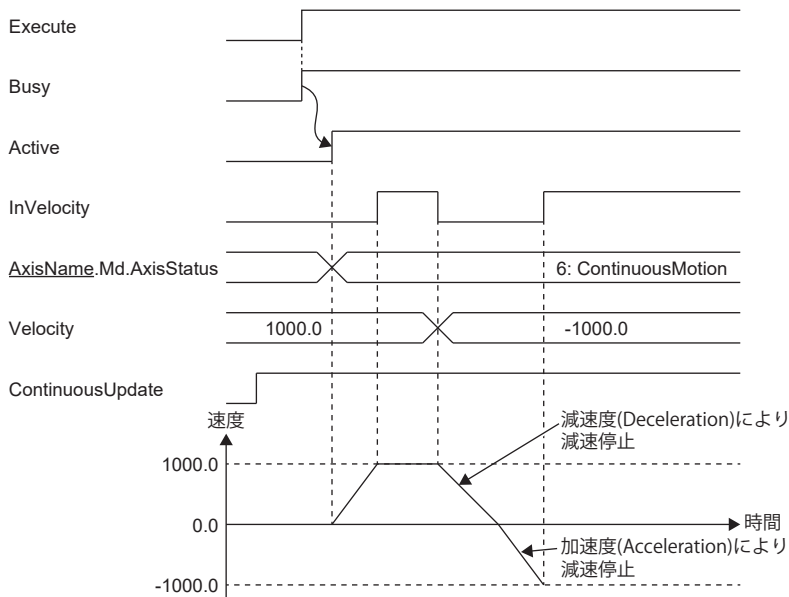 Execute
Busy
Active
InVelocity
AxisName.Md.AxisStatus
6: ContinuousMotion
Velocity
1000.0
-1000.0
ContinuousUpdate
速度
減速度(Deceleration)により
減速停止
1000.0
0.0
時間
加速度(Acceleration)により
減速停止
-1000.0